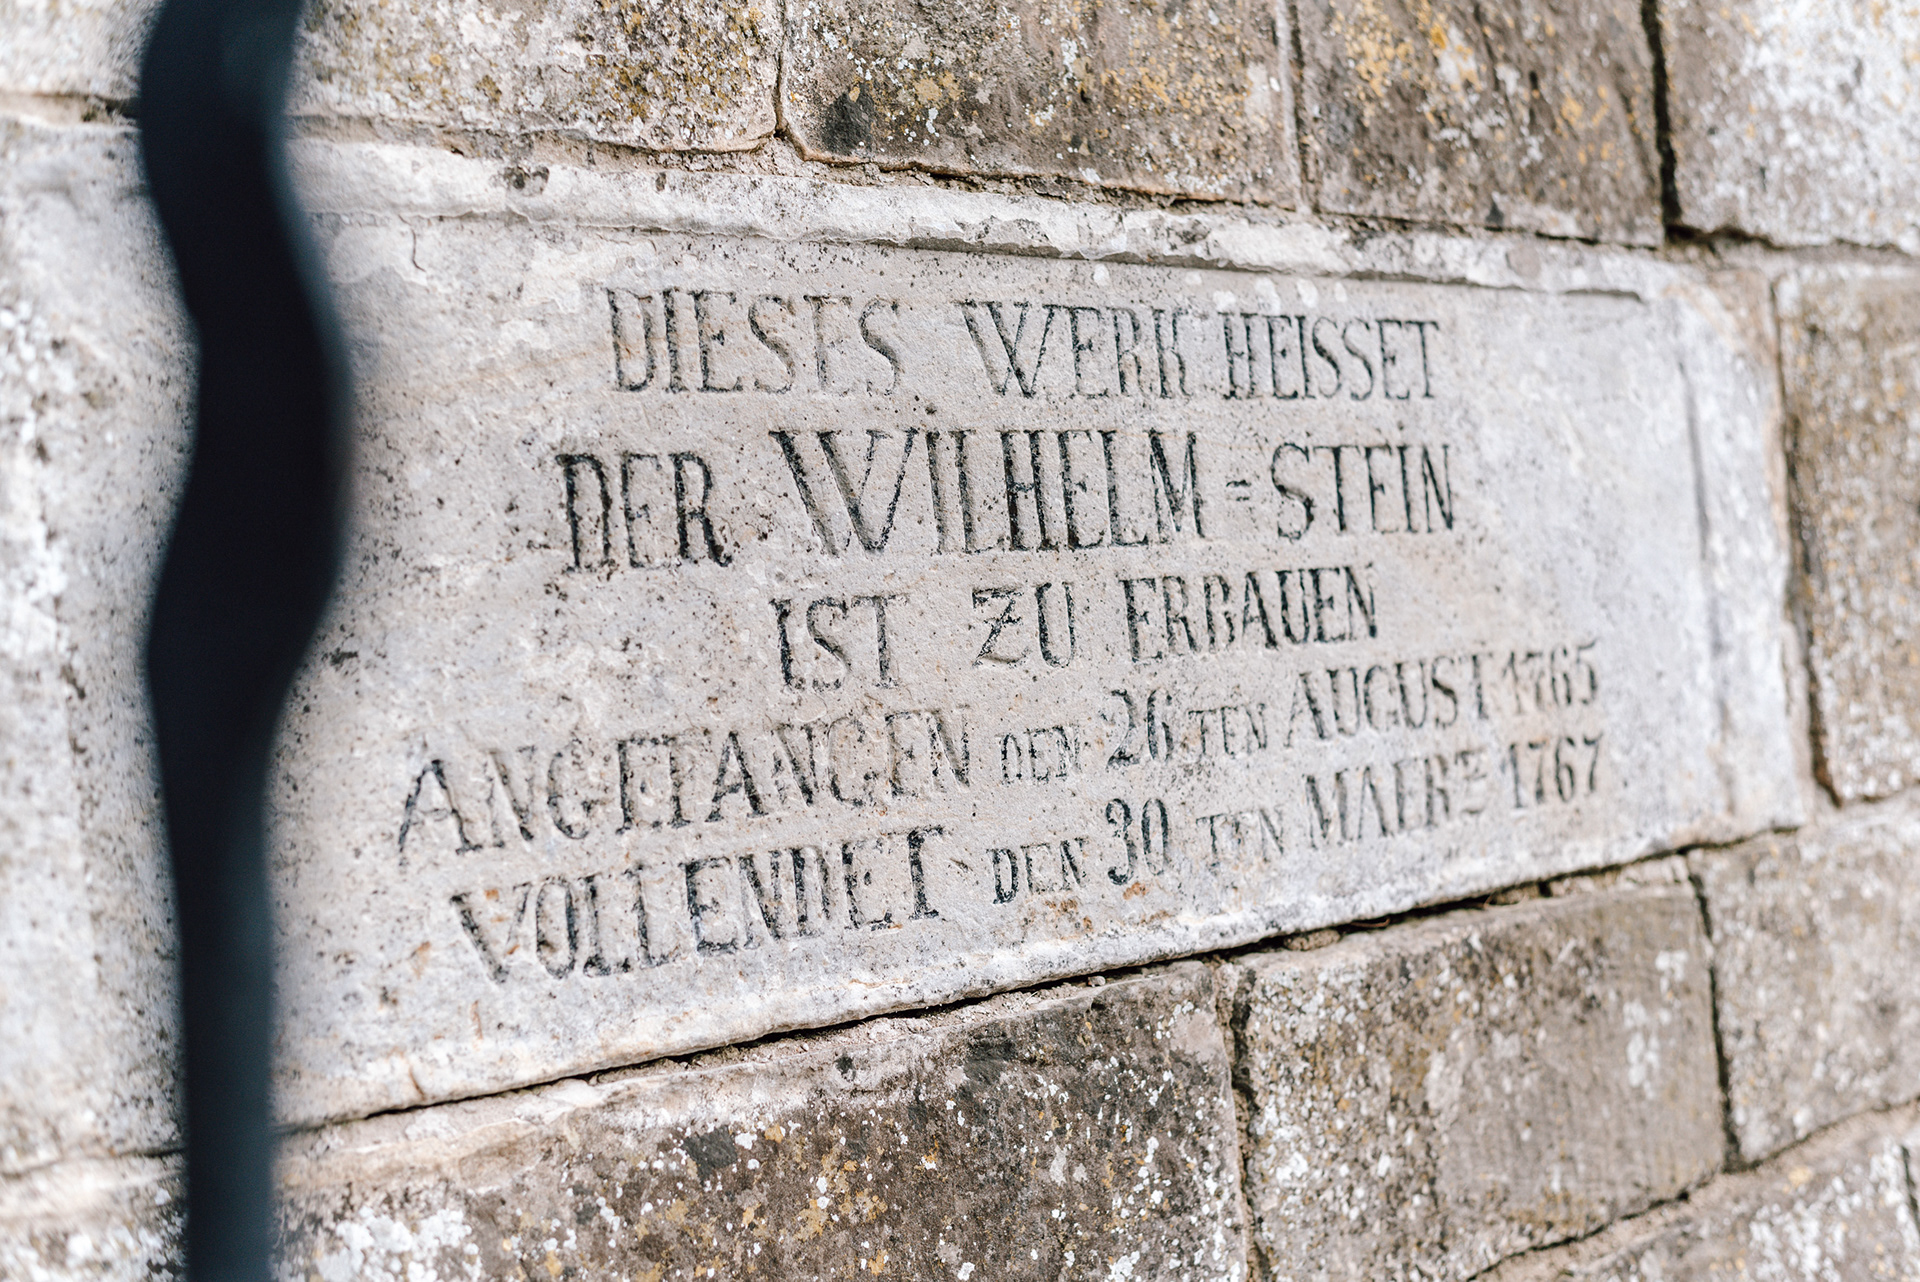 DIESES WERK HEISSET
DER WILHELM=STEIN
IST ZU ERBAUEN
ANGEFANGEN DEN 26 TEN AUGUST 1765
VOLLENDET DEN 30 TEN MAERTZ 1767